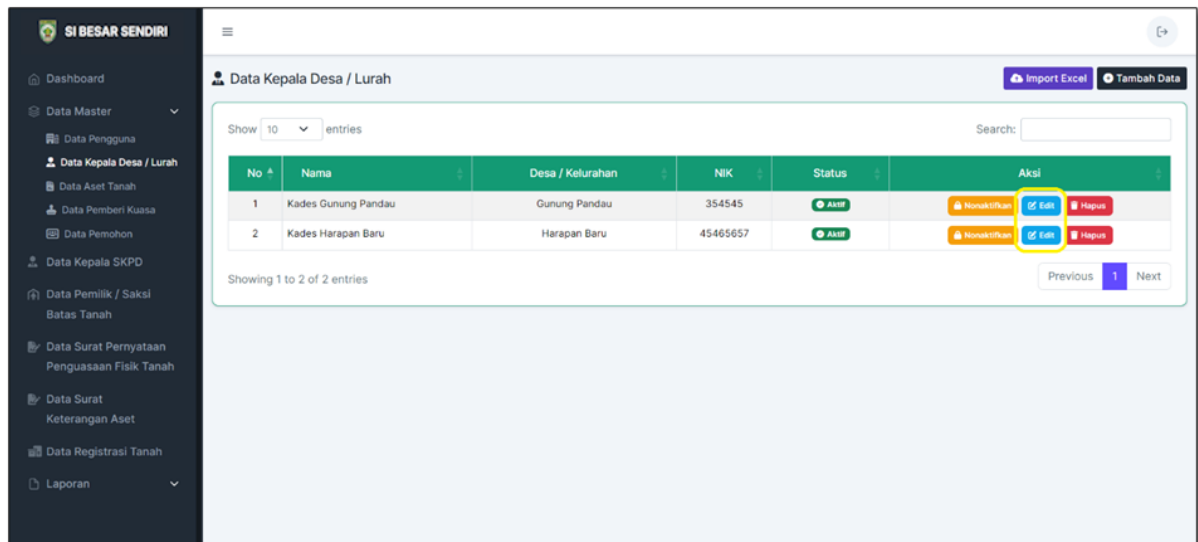 SI BESAR SENDIRI
Dashboard
Data Master
Data Pengguna
Data Kepala Desa / Lurah
Data Aset Tanah
Data Pemberi Kuasa
Data Pemohon
Data Kepala SKPD
Data Pemilik / Saksi
Batas Tanah
Data Surat Pernyataan
Penguasaan Fisik Tanah
Data Surat
Keterangan Aset
Data Registrasi Tanah
Laporan
Data Kepala Desa / Lurah
Import Excel
Tambah Data
Show 10 entries
Search:
No Nama Desa / Kelurahan NIK Status Aksi
1 Kades Gunung Pandau Gunung Pandau 354545 Aktif Nonaktifkan Edit Hapus
2 Kades Harapan Baru Harapan Baru 45465657 Aktif Nonaktifkan Edit Hapus
Showing 1 to 2 of 2 entries
Previous 1 Next